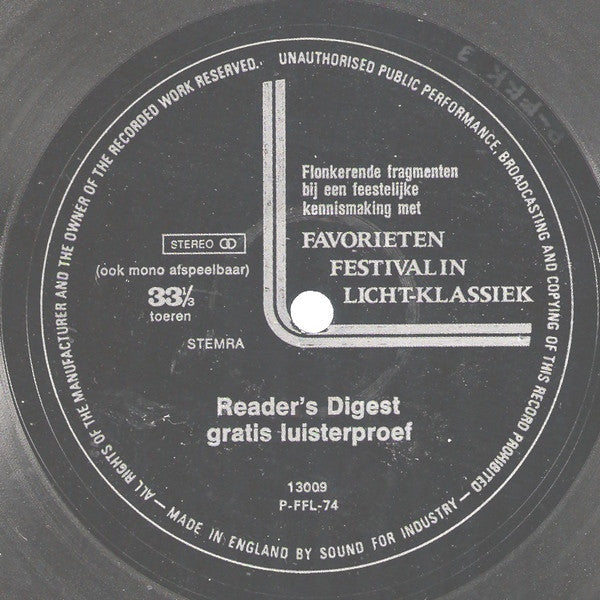 — ALL RIGHTS OF THE MANUFACTURER AND THE OWNER OF THE RECORDED WORK RESERVED. UNAUTHORISED PUBLIC PERFORMANCE, BROADCASTING AND COPYING OF THIS RECORD PROHIBITED — MADE IN ENGLAND BY SOUND FOR INDUSTRY —
Flonkerende fragmenten
bij een feestelijke
kennismaking met
FAVORIETEN
FESTIVAL IN
LICHT-KLASSIEK
STEREO
(ook mono afspeelbaar)
33⅓
toeren
STEMRA
Reader's Digest
gratis luisterproef
13009
P-FFL-74